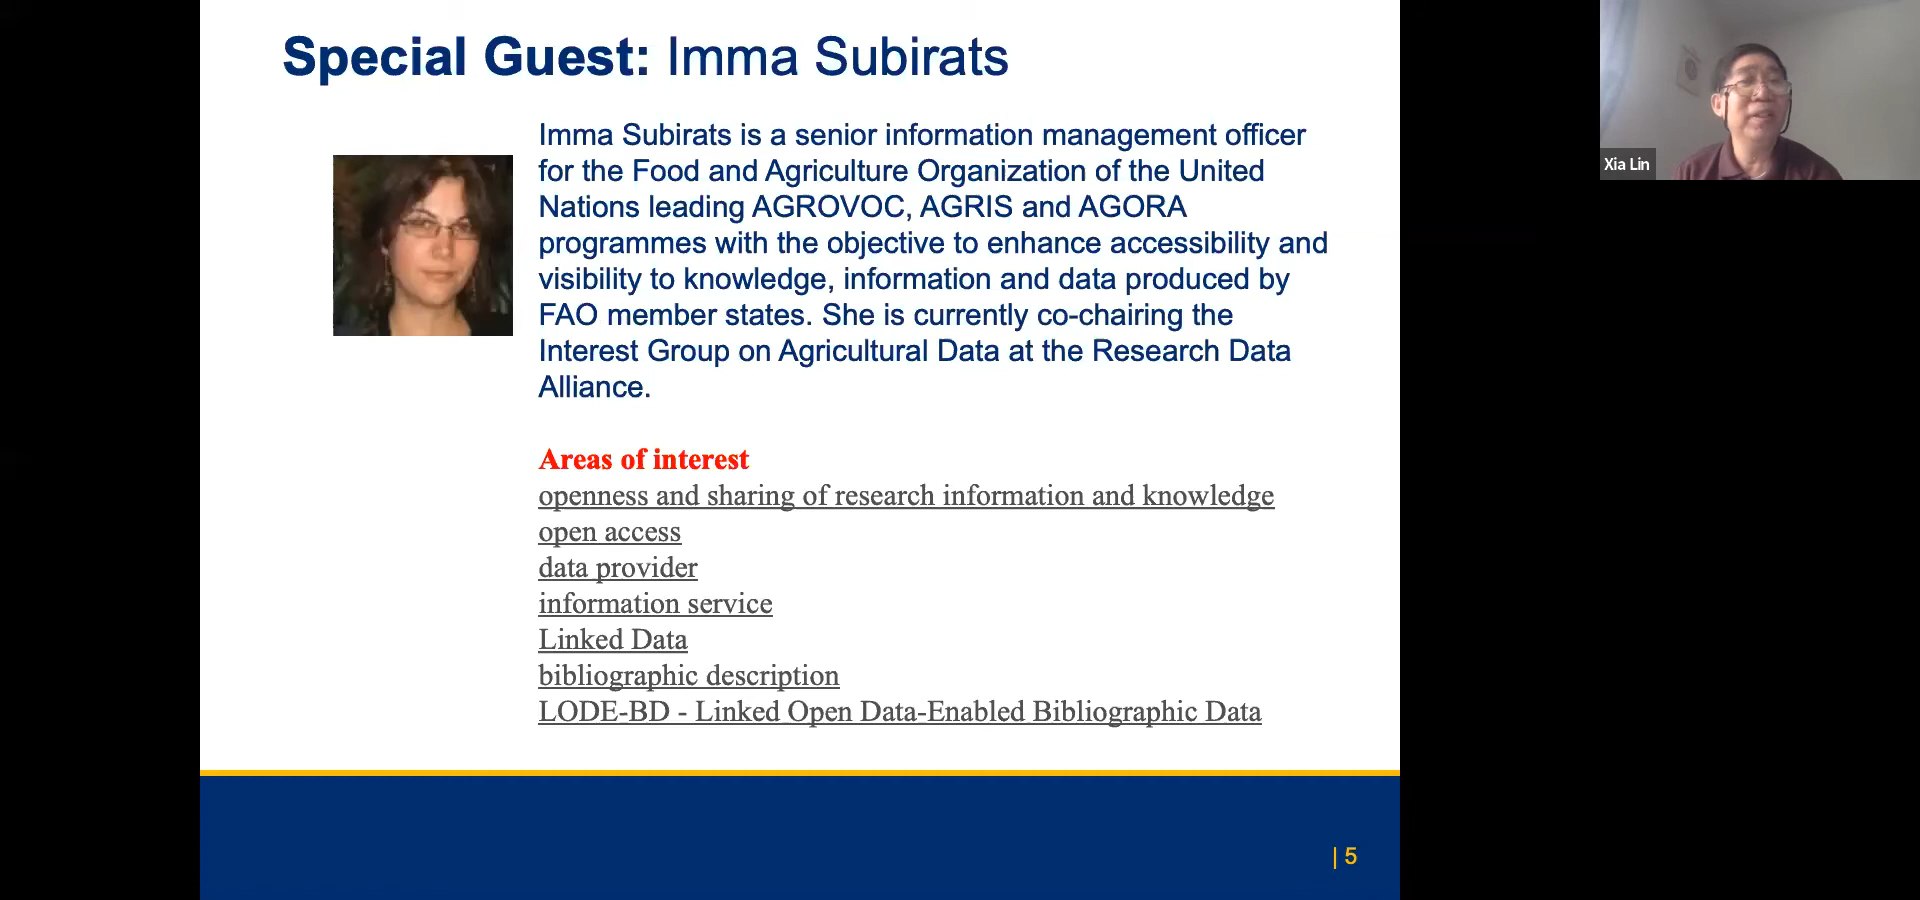 Special Guest: Imma Subirats
Imma Subirats is a senior information management officer
for the Food and Agriculture Organization of the United
Nations leading AGROVOC, AGRIS and AGORA
programmes with the objective to enhance accessibility and
visibility to knowledge, information and data produced by
FAO member states. She is currently co-chairing the
Interest Group on Agricultural Data at the Research Data
Alliance.
Areas of interest
openness and sharing of research information and knowledge
open access
data provider
information service
Linked Data
bibliographic description
LODE-BD - Linked Open Data-Enabled Bibliographic Data
| 5
Xia Lin